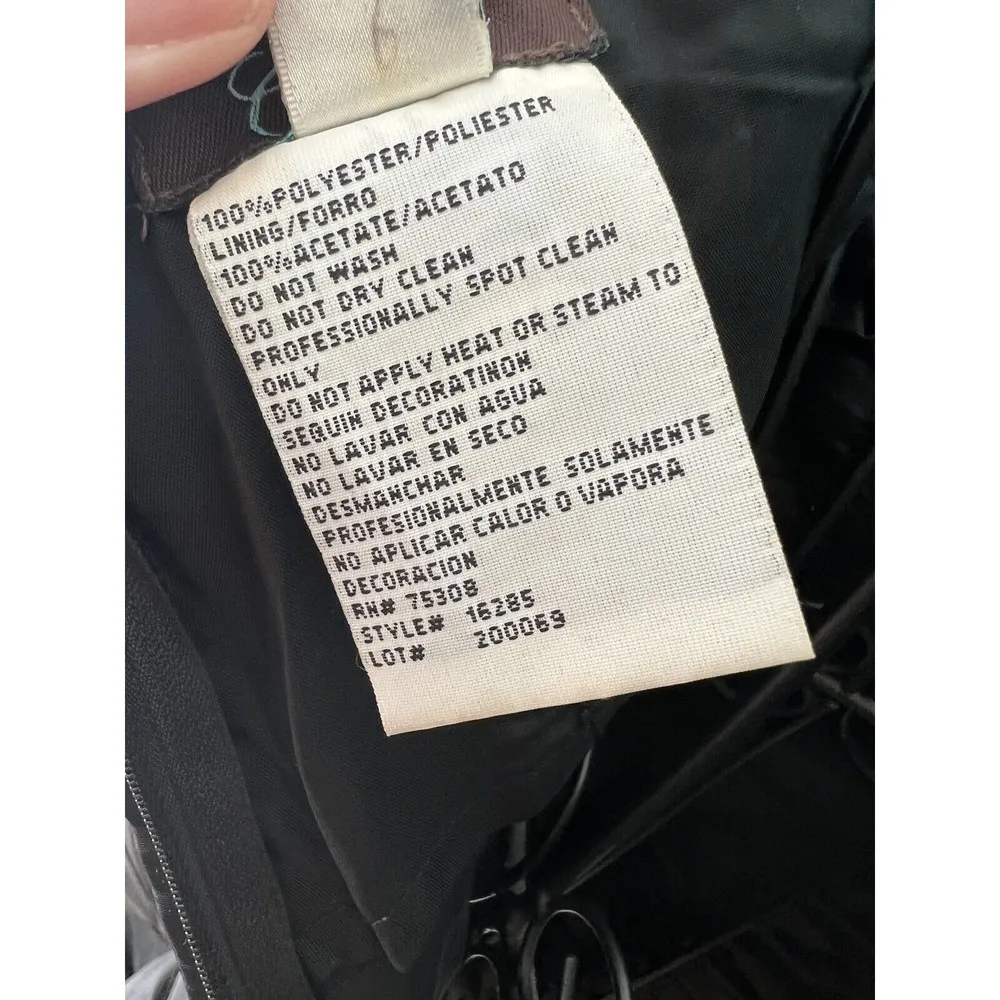 100%POLYESTER/POLIESTER
LINING/FORRO
100%ACETATE/ACETATO
DO NOT WASH
DO NOT DRY CLEAN
PROFESSIONALLY SPOT CLEAN
ONLY
DO NOT APPLY HEAT OR STEAM TO
SEQUIN DECORATINON
NO LAVAR CON AGUA
NO LAVAR EN SECO
DESMANCHAR
PROFESIONALMENTE SOLAMENTE
NO APLICAR CALOR O VAPORA
DECORACION
RN# 75308
STYLE# 16285
LOT# 200069